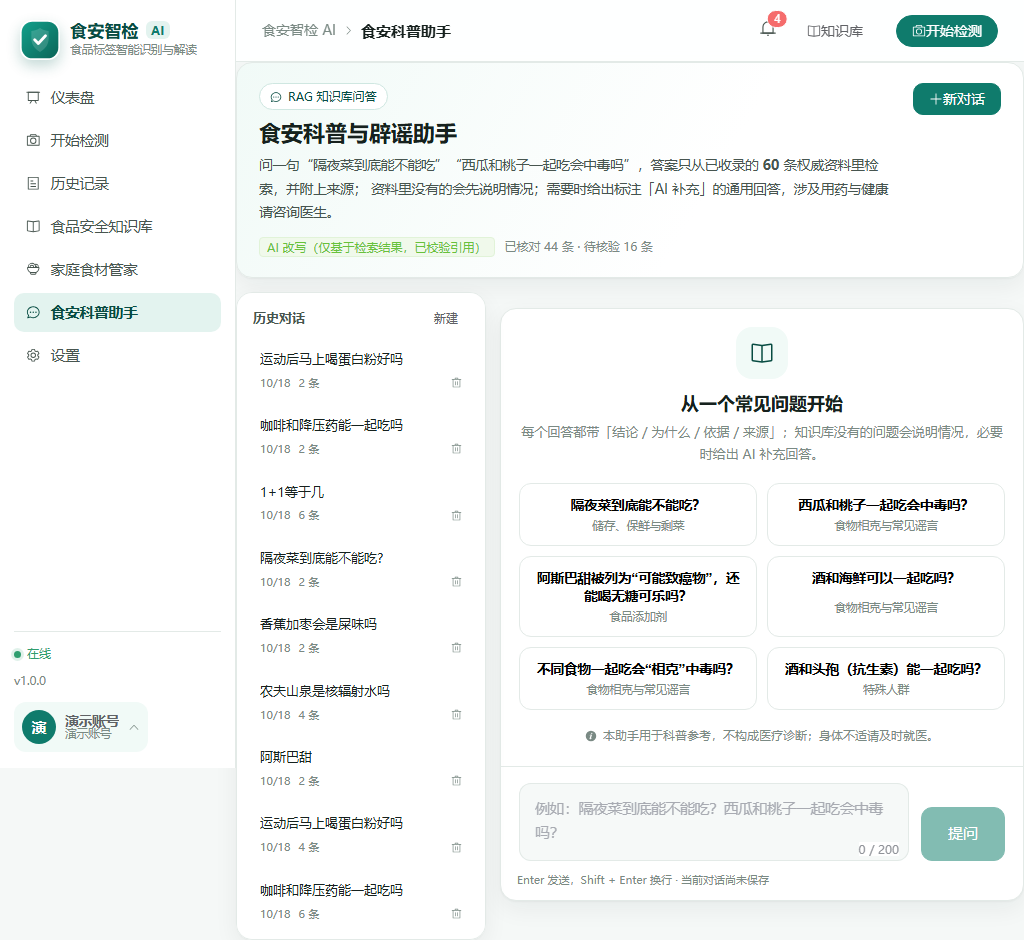 食安智检 AI
食品标签智能识别与解读
仪表盘
开始检测
历史记录
食品安全知识库
家庭食材管家
食安科普助手
设置
在线
v1.0.0
演
演示账号
演示账号
食安智检 AI
食安科普助手
4
知识库
开始检测
RAG 知识库问答
新对话
食安科普与辟谣助手
问一句“隔夜菜到底能不能吃”“西瓜和桃子一起吃会中毒吗”，答案只从已收录的 60 条权威资料里检
索，并附上来源；资料里没有的会先说明情况；需要时给出标注「AI 补充」的通用回答，涉及用药与健康
请咨询医生。
AI 改写（仅基于检索结果，已校验引用）
已核对 44 条 · 待核验 16 条
历史对话
新建
运动后马上喝蛋白粉好吗
10/18 2 条
咖啡和降压药能一起吃吗
10/18 2 条
1+1等于几
10/18 6 条
隔夜菜到底能不能吃?
10/18 2 条
香蕉加枣会是屎味吗
10/18 2 条
农夫山泉是核辐射水吗
10/18 4 条
阿斯巴甜
10/18 2 条
运动后马上喝蛋白粉好吗
10/18 4 条
咖啡和降压药能一起吃吗
10/18 6 条
从一个常见问题开始
每个回答都带「结论 / 为什么 / 依据 / 来源」；知识库没有的问题会说明情况，必要
时给出 AI 补充回答。
隔夜菜到底能不能吃?
储存、保鲜与剩菜
西瓜和桃子一起吃会中毒吗?
食物相克与常见谣言
阿斯巴甜被列为“可能致癌物”，还
能喝无糖可乐吗?
食品添加剂
酒和海鲜可以一起吃吗?
食物相克与常见谣言
不同食物一起吃会“相克”中毒吗?
食物相克与常见谣言
酒和头孢（抗生素）能一起吃吗?
特殊人群
本助手用于科普参考，不构成医疗诊断；身体不适请及时就医。
例如：隔夜菜到底能不能吃？西瓜和桃子一起吃会中毒
吗？
0 / 200
提问
Enter 发送，Shift + Enter 换行 · 当前对话尚未保存